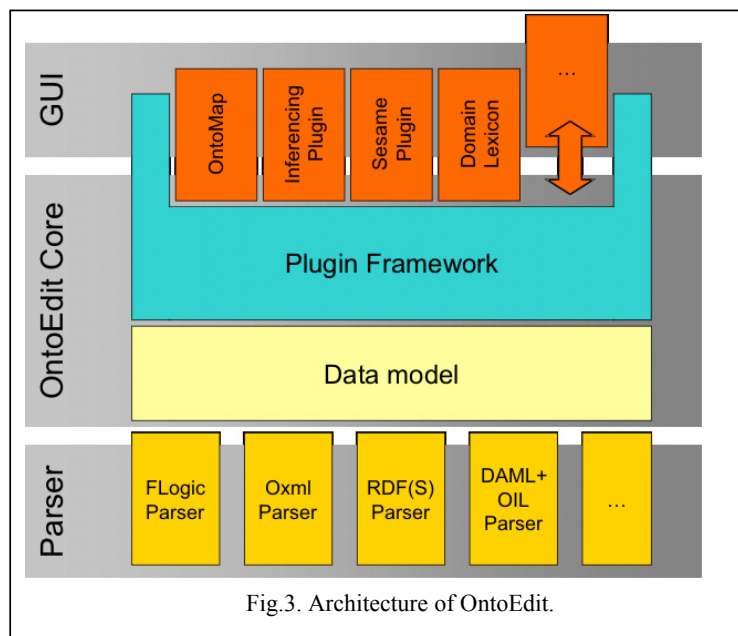 GUI
OntoMap
Inferencing
Plugin
Sesame
Plugin
Domain
Lexicon
...
OntoEdit Core
Plugin Framework
Data model
Parser
FLogic
Parser
Oxml
Parser
RDF(S)
Parser
DAML+
OIL
Parser
...
Fig.3. Architecture of OntoEdit.